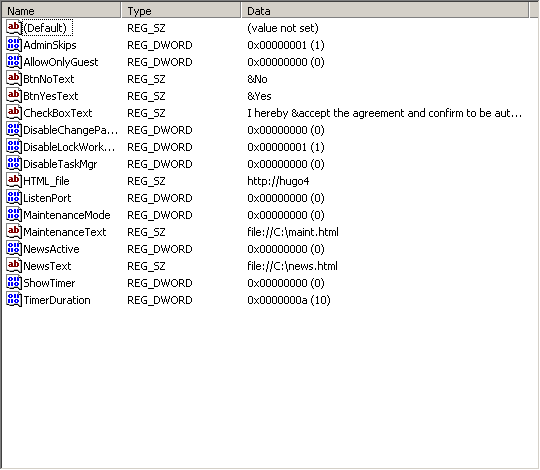 Name Type Data
(Default) REG_SZ (value not set)
AdminSkips REG_DWORD 0x00000001 (1)
AllowOnlyGuest REG_DWORD 0x00000000 (0)
BtnNoText REG_SZ &No
BtnYesText REG_SZ &Yes
CheckBoxText REG_SZ I hereby &accept the agreement and confirm to be aut...
DisableChangePa... REG_DWORD 0x00000000 (0)
DisableLockWork... REG_DWORD 0x00000001 (1)
DisableTaskMgr REG_DWORD 0x00000000 (0)
HTML_file REG_SZ http://hugo4
ListenPort REG_DWORD 0x00000000 (0)
MaintenanceMode REG_DWORD 0x00000000 (0)
MaintenanceText REG_SZ file://C:\maint.html
NewsActive REG_DWORD 0x00000000 (0)
NewsText REG_SZ file://C:\news.html
ShowTimer REG_DWORD 0x00000000 (0)
TimerDuration REG_DWORD 0x0000000a (10)